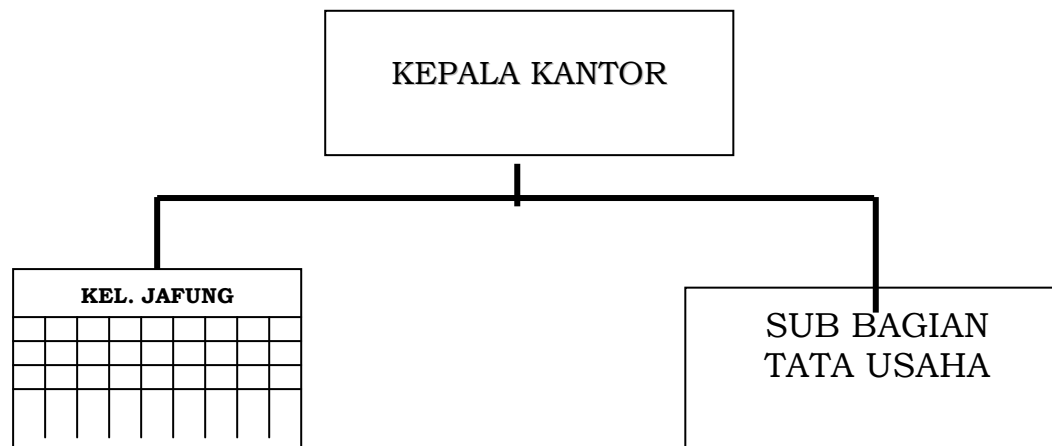 KEPALA KANTOR
KEL. JAFUNG
SUB BAGIAN
TATA USAHA